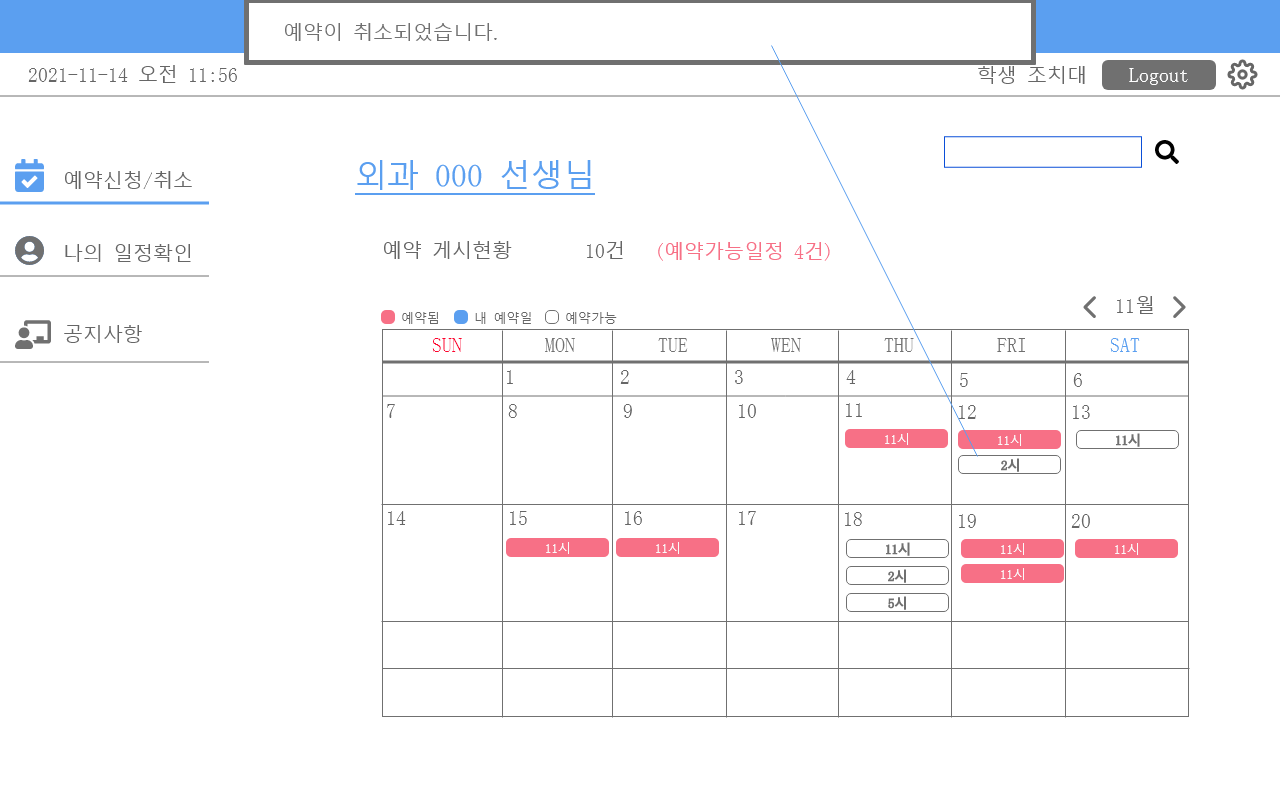 예약이 취소되었습니다.
2021-11-14 오전 11:56
학생 조치대
Logout
예약신청/취소
나의 일정확인
공지사항
외과 000 선생님
예약 게시현황 10건 (예약가능일정 4건)
11월
예약됨 내 예약일 예약가능
SUN MON TUE WEN THU FRI SAT
1 2 3 4 5 6
7 8 9 10 11 12 13
11시 11시 11시
2시
14 15 16 17 18 19 20
11시 11시 11시 11시 11시
2시 11시
5시